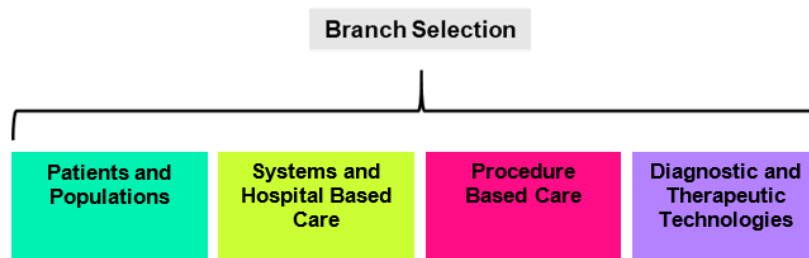 Branch Selection
Patients and
Populations
Systems and
Hospital Based
Care
Procedure
Based Care
Diagnostic and
Therapeutic
Technologies